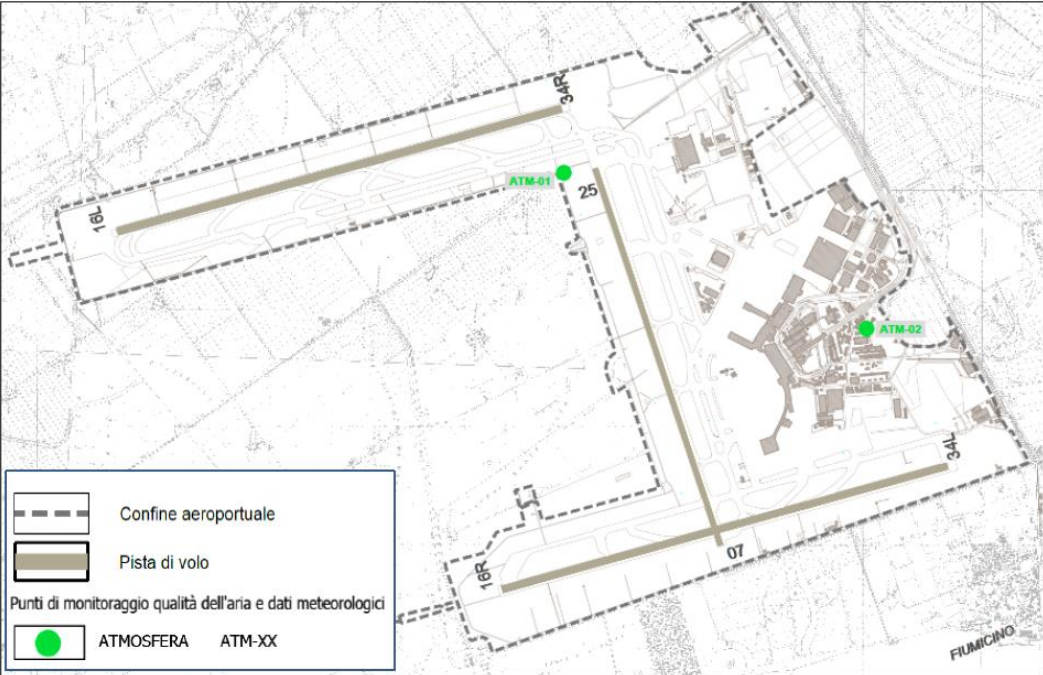 34R
ATM-01
25
16L
ATM-02
34L
07
16R
FIUMICINO
Confine aeroportuale
Pista di volo
Punti di monitoraggio qualità dell'aria e dati meteorologici
ATMOSFERA ATM-XX